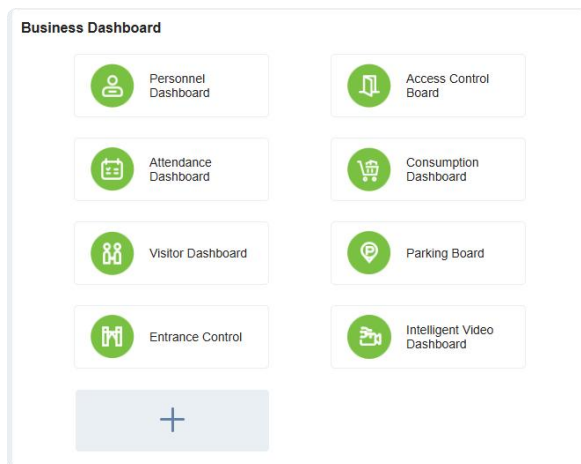 Business Dashboard
Personnel
Dashboard
Access Control
Board
Attendance
Dashboard
Consumption
Dashboard
Visitor Dashboard
Parking Board
Entrance Control
Intelligent Video
Dashboard